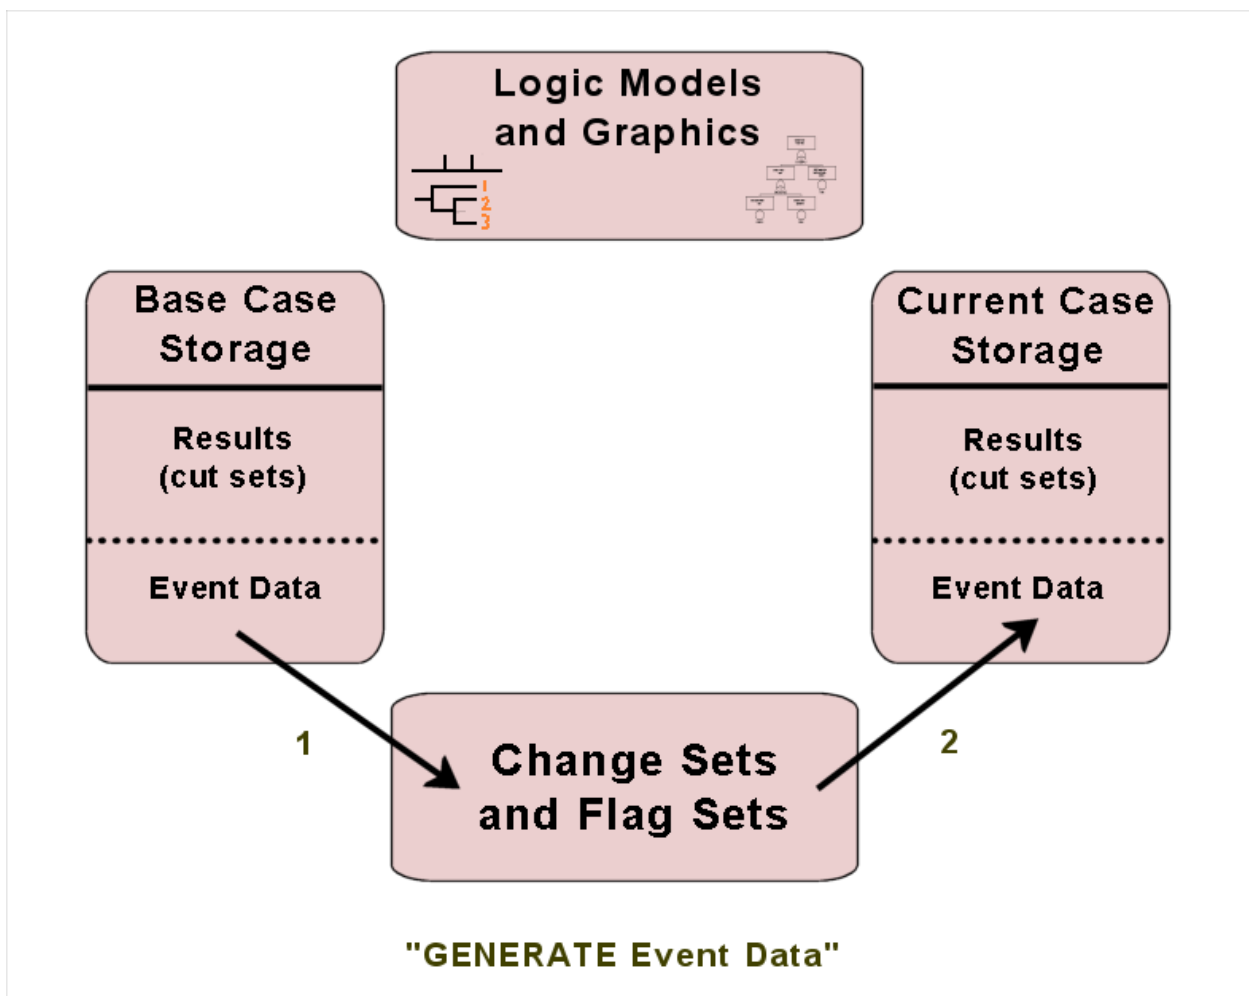 Logic Models
and Graphics
1
2
3
Base Case
Storage
Results
(cut sets)
Event Data
Current Case
Storage
Results
(cut sets)
Event Data
1
2
Change Sets
and Flag Sets
"GENERATE Event Data"